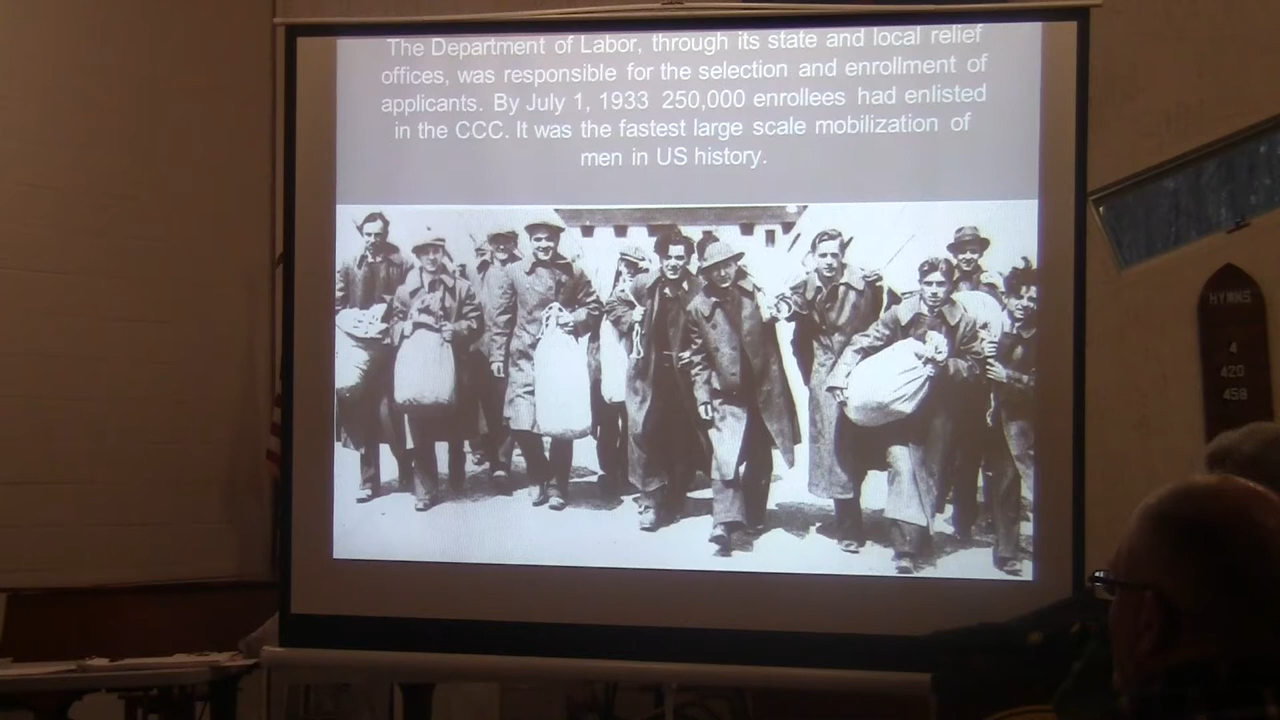 The Department of Labor, through its state and local relief
offices, was responsible for the selection and enrollment of
applicants. By July 1, 1933 250,000 enrollees had enlisted
in the CCC. It was the fastest large scale mobilization of
men in US history.
HYMNS
4
420
458